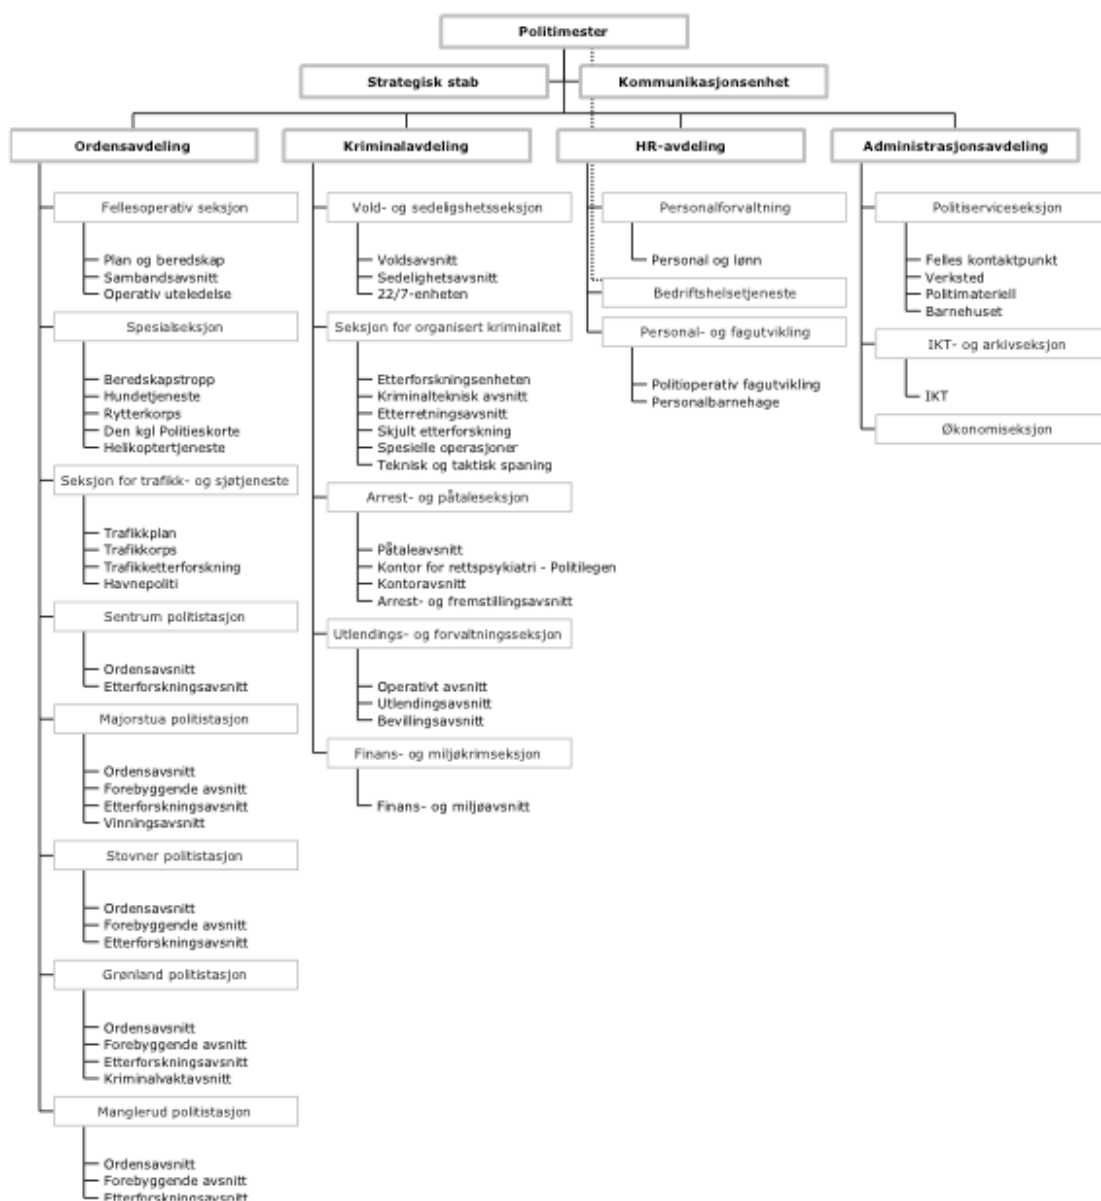 Politimester
Strategisk stab
Kommunikasjonsenhet
Ordensavdeling
Fellesoperativ seksjon
Plan og beredskap
Sambandsavsnitt
Operativ uteledelse
Spesialseksjon
Beredskapstropp
Hundetjeneste
Rytterkorps
Den kgl Politieskorte
Helikoptertjeneste
Seksjon for trafikk- og sjøtjeneste
Trafikkplan
Trafikkorps
Trafikketterforskning
Havnepoliti
Sentrum politistasjon
Ordensavsnitt
Etterforskningsavsnitt
Majorstua politistasjon
Ordensavsnitt
Forebyggende avsnitt
Etterforskningsavsnitt
Vinningsavsnitt
Stovner politistasjon
Ordensavsnitt
Forebyggende avsnitt
Etterforskningsavsnitt
Grønland politistasjon
Ordensavsnitt
Forebyggende avsnitt
Etterforskningsavsnitt
Kriminalvaktavsnitt
Manglerud politistasjon
Ordensavsnitt
Forebyggende avsnitt
Etterforskningsavsnitt
Kriminalavdeling
Vold- og sedeligshetsseksjon
Voldsavsnitt
Sedelighetsavsnitt
22/7-enheten
Seksjon for organisert kriminalitet
Etterforskningsenheten
Kriminalteknisk avsnitt
Etterretningsavsnitt
Skjult etterforskning
Spesielle operasjoner
Teknisk og taktisk spaning
Arrest- og påtaleseksjon
Påtaleavsnitt
Kontor for rettspsykiatri - Politilegen
Kontoravsnitt
Arrest- og fremstillingsavsnitt
Utlendings- og forvaltningsseksjon
Operativt avsnitt
Utlendingsavsnitt
Bevillingsavsnitt
Finans- og miljøkrimseksjon
Finans- og miljøavsnitt
HR-avdeling
Personalforvaltning
Personal og lønn
Bedriftshelsetjeneste
Personal- og fagutvikling
Politioperativ fagutvikling
Personalbarnehage
Administrasjonsavdeling
Politiserviceseksjon
Felles kontaktpunkt
Verksted
Politimateriell
Barnehuset
IKT- og arkivseksjon
IKT
Økonomiseksjon